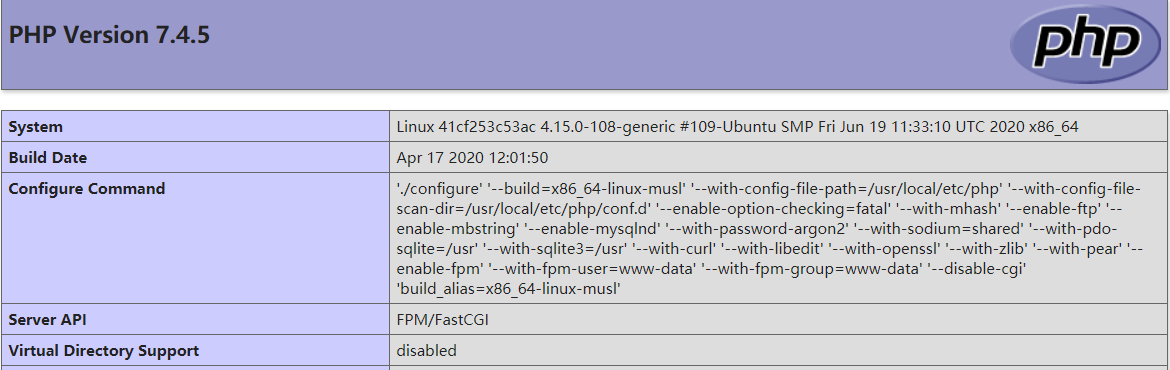 PHP Version 7.4.5
php
System
Linux 41cf253c53ac 4.15.0-108-generic #109-Ubuntu SMP Fri Jun 19 11:33:10 UTC 2020 x86_64
Build Date
Apr 17 2020 12:01:50
Configure Command
'./configure' '--build=x86_64-linux-musl' '--with-config-file-path=/usr/local/etc/php' '--with-config-file-
scan-dir=/usr/local/etc/php/conf.d' '--enable-option-checking=fatal' '--with-mhash' '--enable-ftp' '--
enable-mbstring' '--enable-mysqlnd' '--with-password-argon2' '--with-sodium=shared' '--with-pdo-
sqlite=/usr' '--with-sqlite3=/usr' '--with-curl' '--with-libedit' '--with-openssl' '--with-zlib' '--with-pear' '--
enable-fpm' '--with-fpm-user=www-data' '--with-fpm-group=www-data' '--disable-cgi'
'build_alias=x86_64-linux-musl'
Server API
FPM/FastCGI
Virtual Directory Support
disabled